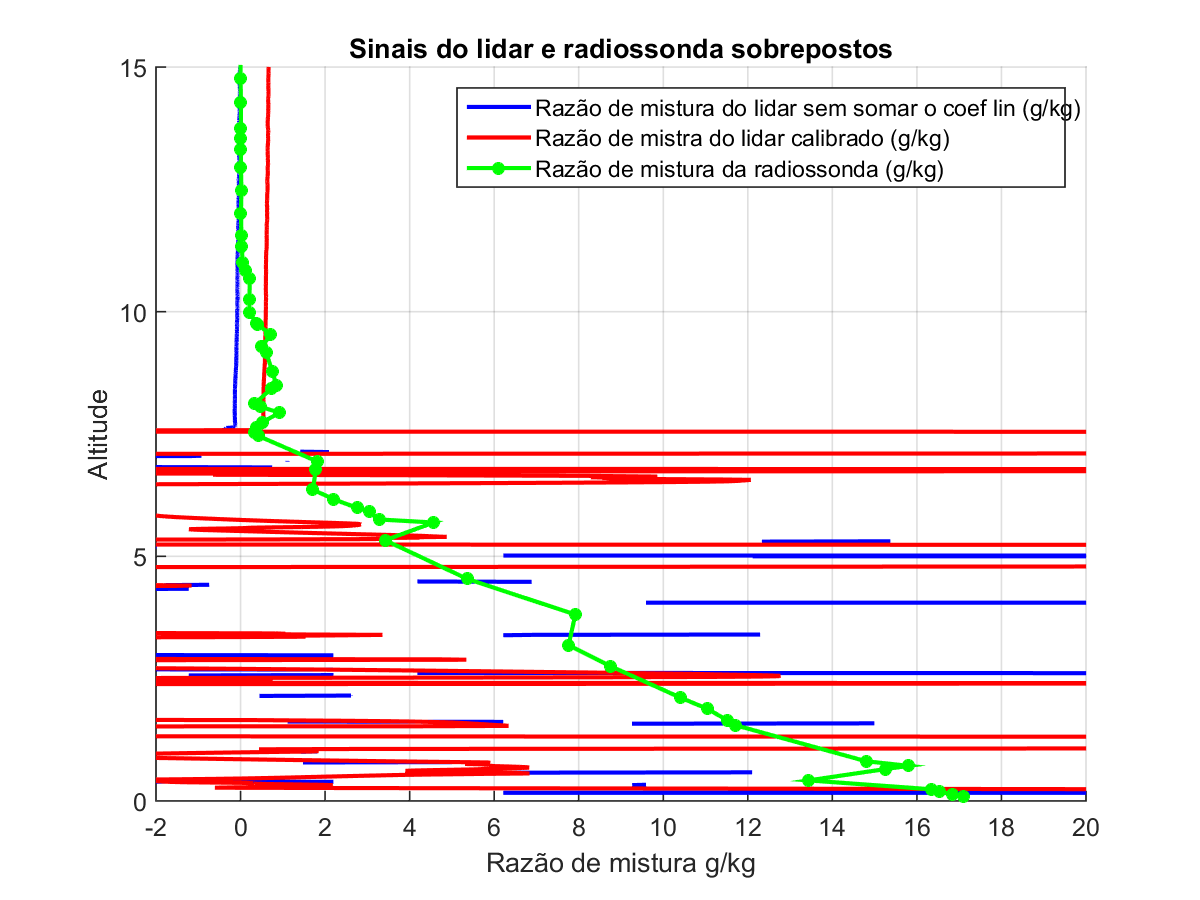 Sinais do lidar e radiossonda sobrepostos
Razão de mistura do lidar sem somar o coef lin (g/kg)
Razão de mistra do lidar calibrado (g/kg)
Razão de mistura da radiossonda (g/kg)
15
10
5
0
Altitude
-2 0 2 4 6 8 10 12 14 16 18 20
Razão de mistura g/kg